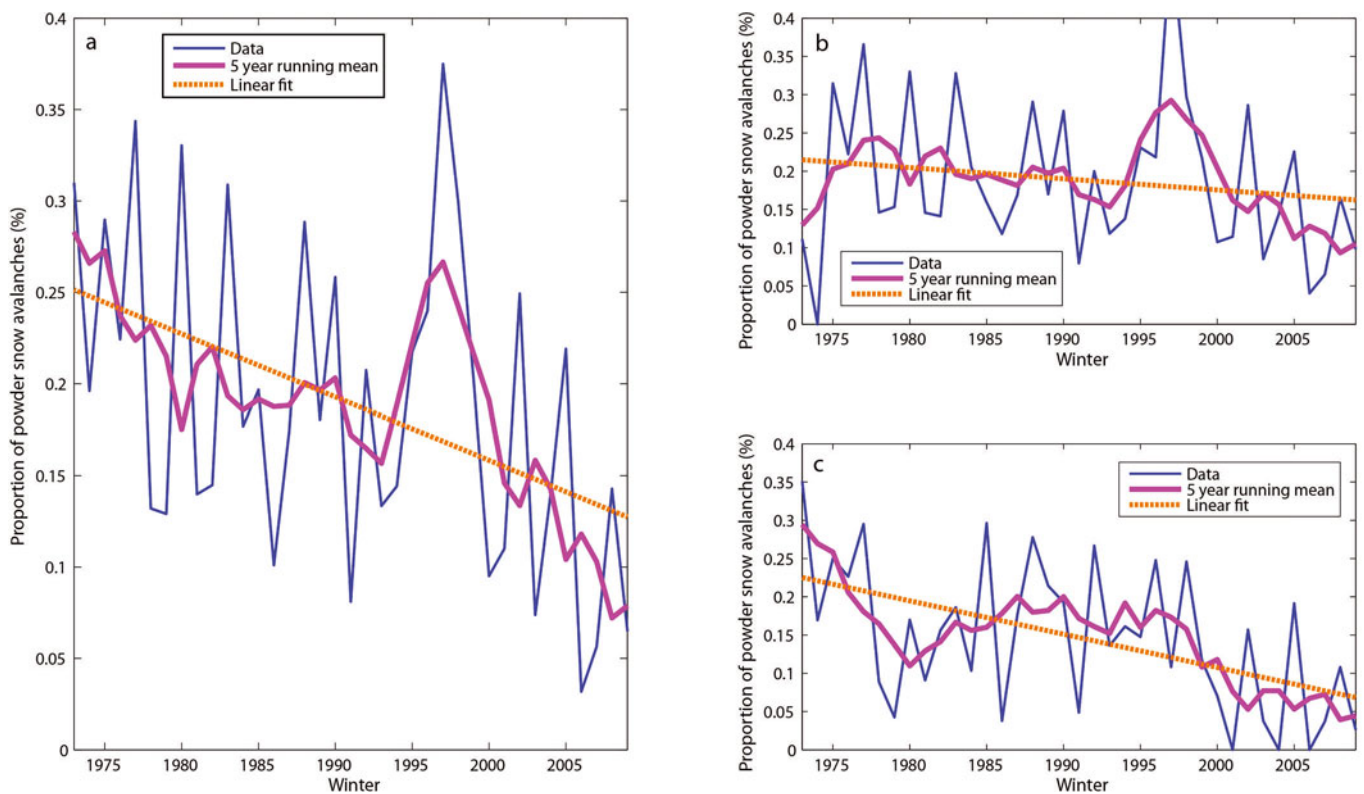 a
Data
5 year running mean
Linear fit
Proportion of powder snow avalanches (%)
0.4
0.35
0.3
0.25
0.2
0.15
0.1
0.05
0
1975 1980 1985 1990 1995 2000 2005
Winter
b
Proportion of powder snow avalanches (%)
0.4
0.35
0.3
0.25
0.2
0.15
0.1
0.05
0
Data
5 year running mean
Linear fit
1975 1980 1985 1990 1995 2000 2005
Winter
c
Proportion of powder snow avalanches (%)
0.4
0.35
0.3
0.25
0.2
0.15
0.1
0.05
0
Data
5 year running mean
Linear fit
1975 1980 1985 1990 1995 2000 2005
Winter